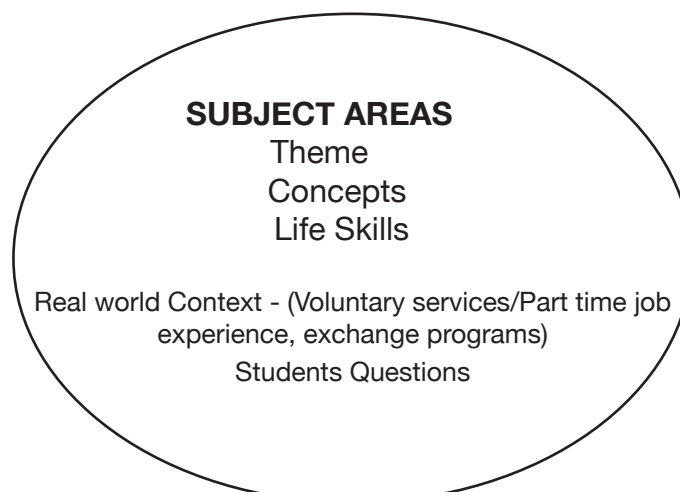 SUBJECT AREAS
Theme
Concepts
Life Skills
Real world Context - (Voluntary services/Part time job
experience, exchange programs)
Students Questions